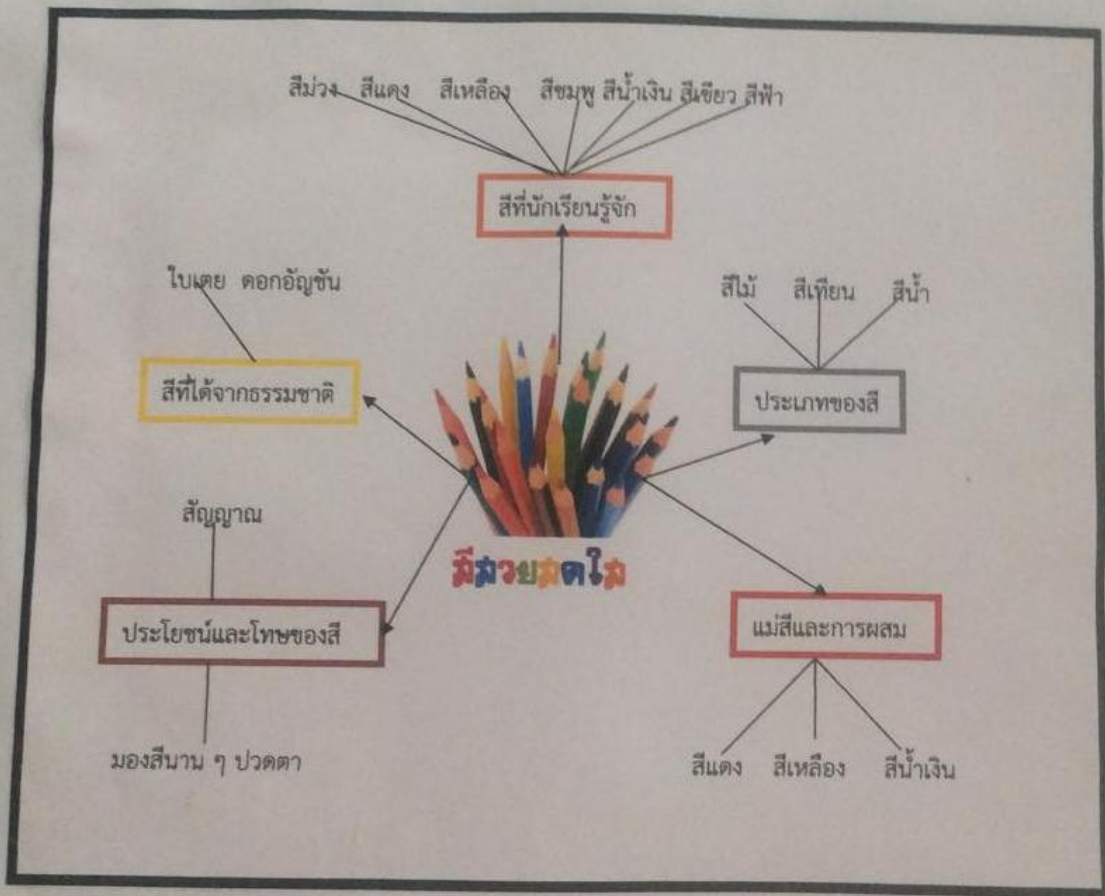 สีม่วง สีแดง สีเหลือง สีชมพู สีน้ำเงิน สีเขียว สีฟ้า
สีที่นักเรียนรู้จัก
ใบเตย ดอกอัญชัน
สีที่ได้จากธรรมชาติ
สีไม้ สีเทียน สีน้ำ
ประเภทของสี
สีสวยสดใส
สัญญาณ
ประโยชน์และโทษของสี
มองสีนาน ๆ ปวดตา
แม่สีและการผสม
สีแดง สีเหลือง สีน้ำเงิน